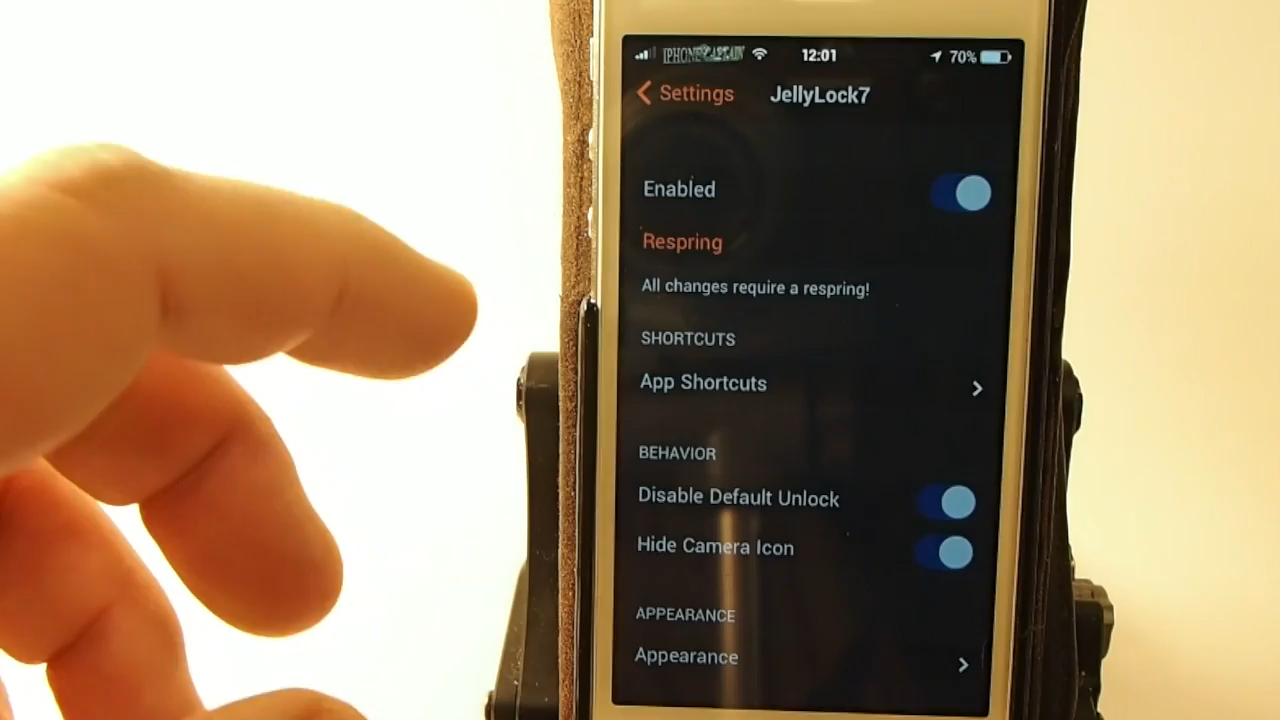 IPHONECAPTAIN 12:01 70%
Settings JellyLock7
Enabled
Respring
All changes require a respring!
SHORTCUTS
App Shortcuts
BEHAVIOR
Disable Default Unlock
Hide Camera Icon
APPEARANCE
Appearance